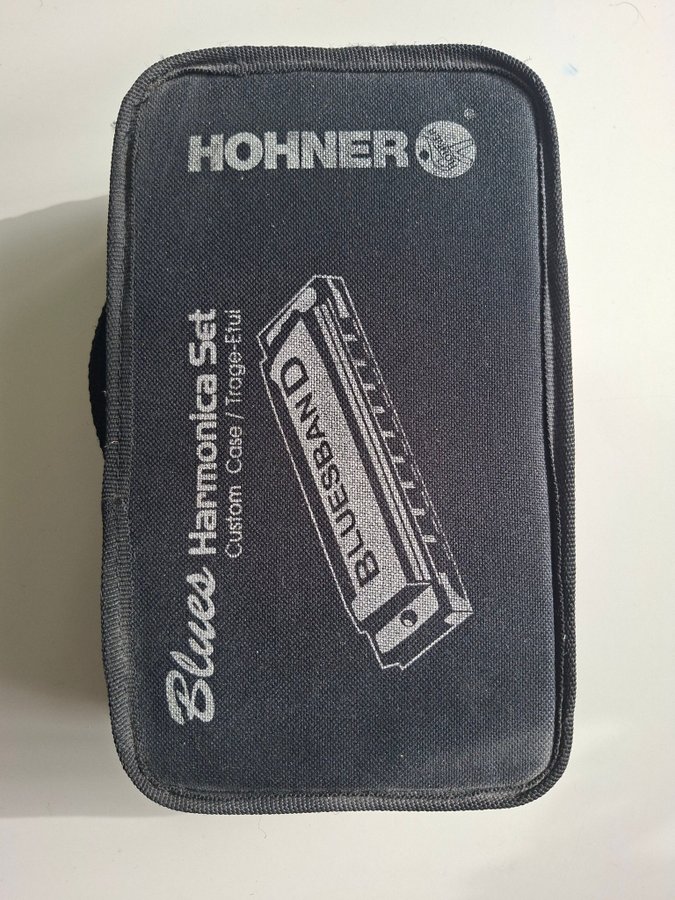 HOHNER ®
Blues Harmonica Set
Custom Case / Trage-Etui
BLUESBAND